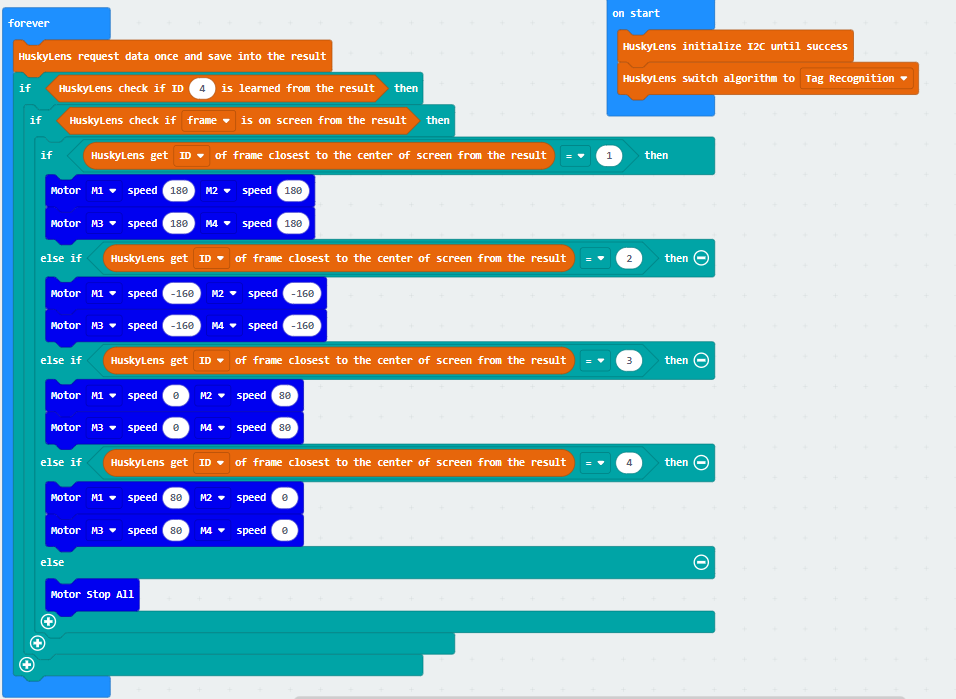 forever
HuskyLens request data once and save into the result
if HuskyLens check if ID 4 is learned from the result then
if HuskyLens check if frame is on screen from the result then
if HuskyLens get ID of frame closest to the center of screen from the result = 1 then
Motor M1 speed 180 M2 speed 180
Motor M3 speed 180 M4 speed 180
else if HuskyLens get ID of frame closest to the center of screen from the result = 2 then
Motor M1 speed -160 M2 speed -160
Motor M3 speed -160 M4 speed -160
else if HuskyLens get ID of frame closest to the center of screen from the result = 3 then
Motor M1 speed 0 M2 speed 80
Motor M3 speed 0 M4 speed 80
else if HuskyLens get ID of frame closest to the center of screen from the result = 4 then
Motor M1 speed 80 M2 speed 0
Motor M3 speed 80 M4 speed 0
else
Motor Stop All
on start
HuskyLens initialize I2C until success
HuskyLens switch algorithm to Tag Recognition